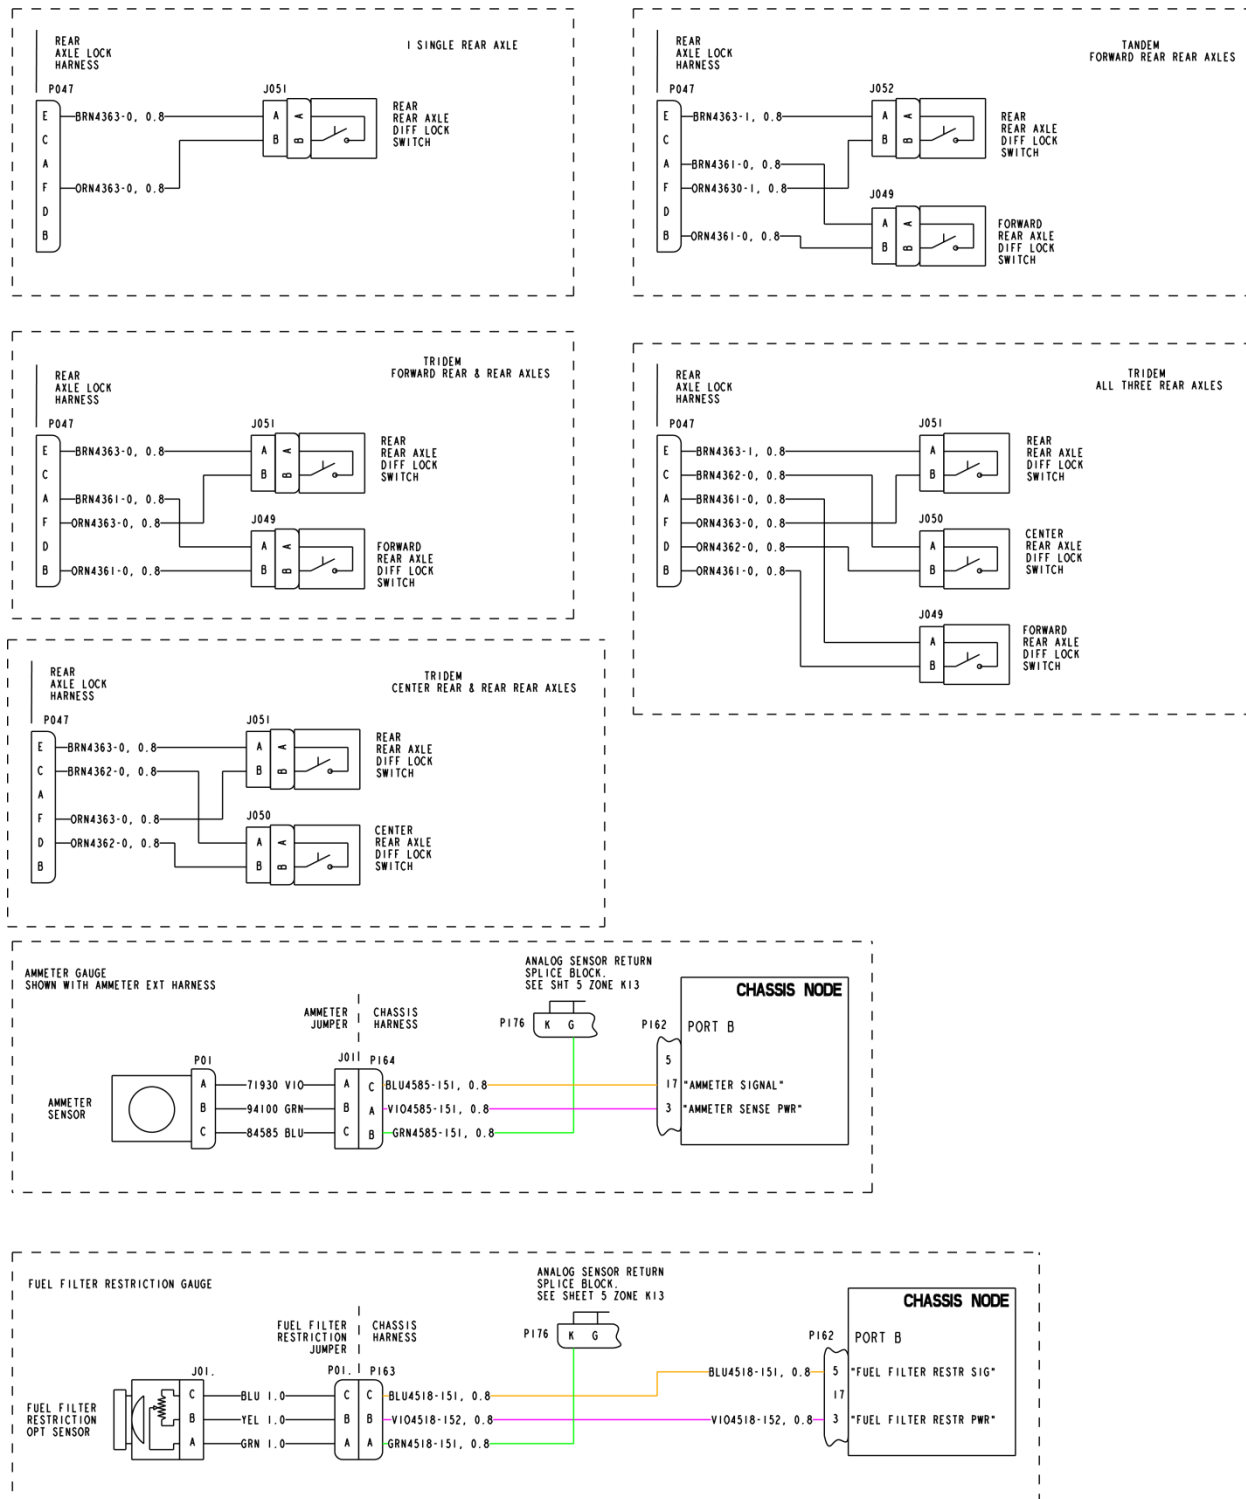 REAR
AXLE LOCK
HARNESS
1 SINGLE REAR AXLE
P047
J051
E
C
A
F
D
B
BRN4363-0, 0.8
ORN4363-0, 0.8
A A
B B
REAR
REAR AXLE
DIFF LOCK
SWITCH
REAR
AXLE LOCK
HARNESS
TANDEM
FORWARD REAR REAR AXLES
P047
J052
E
C
A
F
D
B
BRN4363-1, 0.8
BRN4361-0, 0.8
ORN43630-1, 0.8
ORN4361-0, 0.8
A A
B B
REAR
REAR AXLE
DIFF LOCK
SWITCH
J049
A A
B B
FORWARD
REAR AXLE
DIFF LOCK
SWITCH
REAR
AXLE LOCK
HARNESS
TRIDEM
FORWARD REAR & REAR AXLES
P047
J051
E
C
A
F
D
B
BRN4363-0, 0.8
BRN4361-0, 0.8
ORN4363-0, 0.8
ORN4361-0, 0.8
A A
B B
REAR
REAR AXLE
DIFF LOCK
SWITCH
J049
A A
B B
FORWARD
REAR AXLE
DIFF LOCK
SWITCH
REAR
AXLE LOCK
HARNESS
TRIDEM
ALL THREE REAR AXLES
P047
J051
E
C
A
F
D
B
BRN4363-1, 0.8
BRN4362-0, 0.8
BRN4361-0, 0.8
ORN4363-0, 0.8
ORN4362-0, 0.8
ORN4361-0, 0.8
A
B
REAR
REAR AXLE
DIFF LOCK
SWITCH
J050
A
B
CENTER
REAR AXLE
DIFF LOCK
SWITCH
J049
A
B
FORWARD
REAR AXLE
DIFF LOCK
SWITCH
REAR
AXLE LOCK
HARNESS
TRIDEM
CENTER REAR & REAR REAR AXLES
P047
J051
E
C
A
F
D
B
BRN4363-0, 0.8
BRN4362-0, 0.8
ORN4363-0, 0.8
ORN4362-0, 0.8
A A
B B
REAR
REAR AXLE
DIFF LOCK
SWITCH
J050
A A
B B
CENTER
REAR AXLE
DIFF LOCK
SWITCH
AMMETER GAUGE
SHOWN WITH AMMETER EXT HARNESS
AMMETER
JUMPER
CHASSIS
HARNESS
ANALOG SENSOR RETURN
SPLICE BLOCK.
SEE SHT 5 ZONE K13
P176
K G
CHASSIS NODE
P162
PORT B
AMMETER
SENSOR
P01
J01
P164
A 71930 VIO A C BLU4585-151, 0.8
B 94100 GRN B A VIO4585-151, 0.8
C 84585 BLU C B GRN4585-151, 0.8
5
17 "AMMETER SIGNAL"
3 "AMMETER SENSE PWR"
FUEL FILTER RESTRICTION GAUGE
FUEL FILTER
RESTRICTION
JUMPER
CHASSIS
HARNESS
ANALOG SENSOR RETURN
SPLICE BLOCK.
SEE SHEET 5 ZONE K13
P176
K G
CHASSIS NODE
P162
PORT B
FUEL FILTER
RESTRICTION
OPT SENSOR
J01.
P01.
P163
C BLU 1.0 C C BLU4518-151, 0.8
B YEL 1.0 B B VIO4518-152, 0.8
A GRN 1.0 A A GRN4518-151, 0.8
BLU4518-151, 0.8 5 "FUEL FILTER RESTR SIG"
17
VIO4518-152, 0.8 3 "FUEL FILTER RESTR PWR"